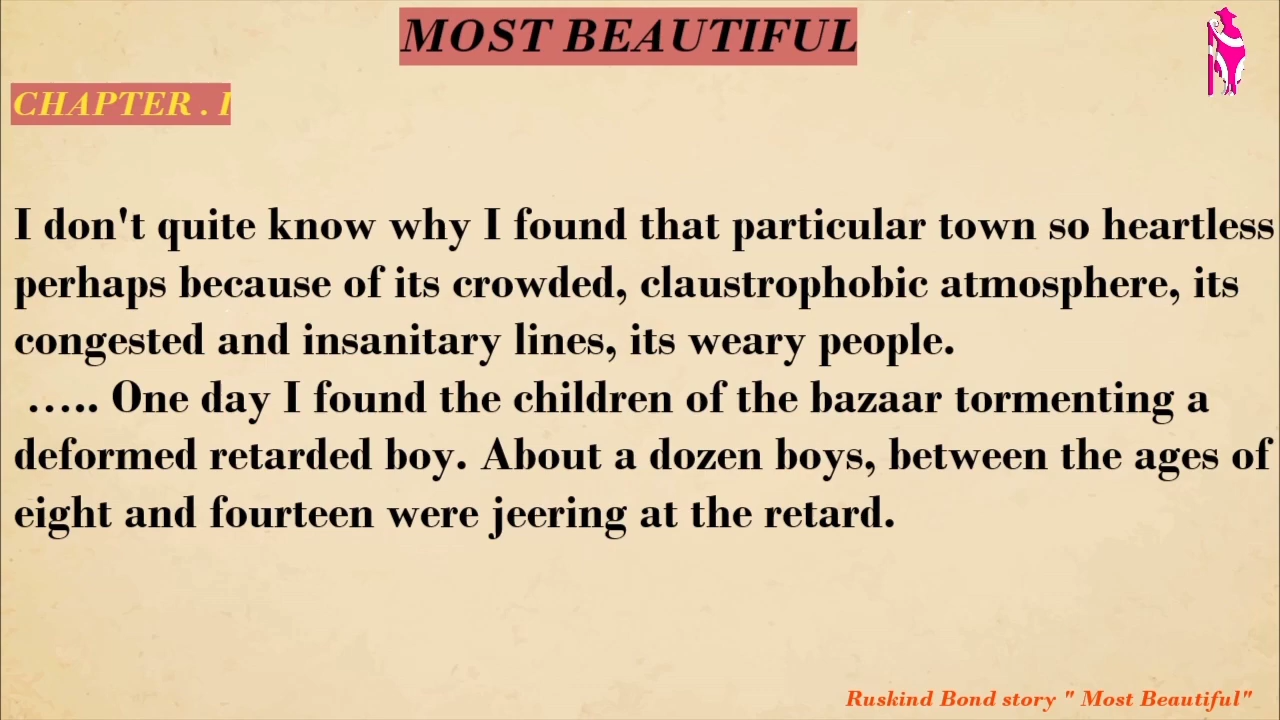 MOST BEAUTIFUL
CHAPTER . I
I don't quite know why I found that particular town so heartless
perhaps because of its crowded, claustrophobic atmosphere, its
congested and insanitary lines, its weary people.
….. One day I found the children of the bazaar tormenting a
deformed retarded boy. About a dozen boys, between the ages of
eight and fourteen were jeering at the retard.
Ruskind Bond story " Most Beautiful"